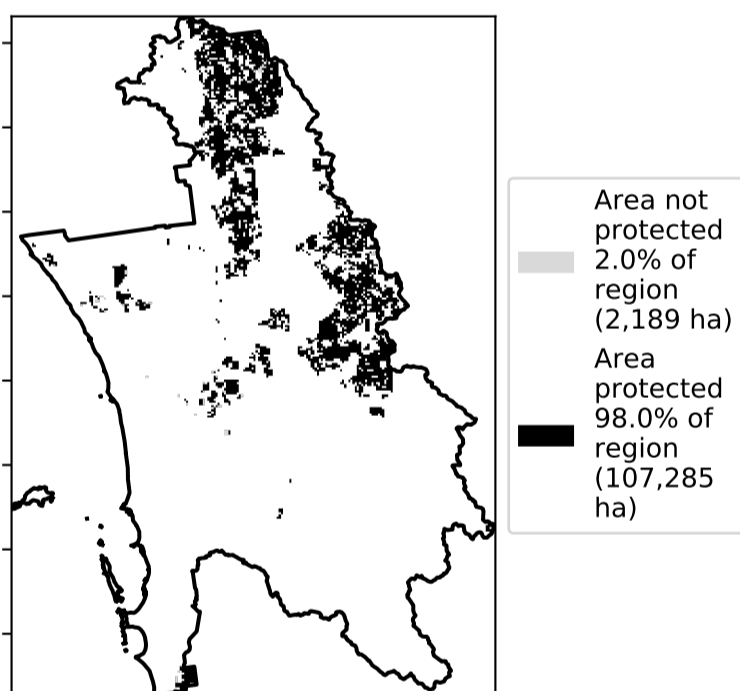 Area not
protected
2.0% of
region
(2,189 ha)
Area
protected
98.0% of
region
(107,285
ha)